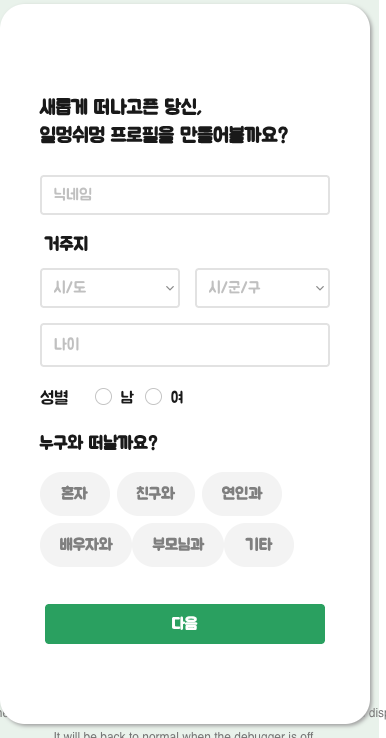 새롭게 떠나고픈 당신,
일멍쉬멍 프로필을 만들어볼까요?
닉네임
거주지
시/도 시/군/구
나이
성별 남 여
누구와 떠날까요?
혼자 친구와 연인과
배우자와 부모님과 기타
다음
It will be back to normal when the debugger is off